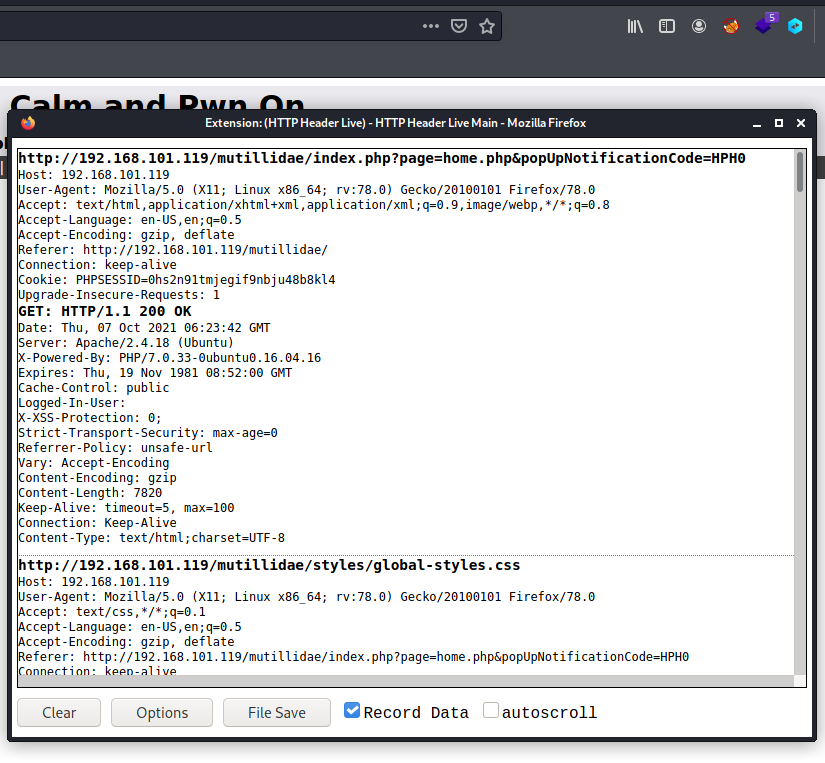 5
Calm and Pwn On
Extension: (HTTP Header Live) - HTTP Header Live Main - Mozilla Firefox
http://192.168.101.119/mutillidae/index.php?page=home.php&popUpNotificationCode=HPH0
Host: 192.168.101.119
User-Agent: Mozilla/5.0 (X11; Linux x86_64; rv:78.0) Gecko/20100101 Firefox/78.0
Accept: text/html,application/xhtml+xml,application/xml;q=0.9,image/webp,*/*;q=0.8
Accept-Language: en-US,en;q=0.5
Accept-Encoding: gzip, deflate
Referer: http://192.168.101.119/mutillidae/
Connection: keep-alive
Cookie: PHPSESSID=0hs2n91tmjegif9nbju48b8kl4
Upgrade-Insecure-Requests: 1
GET: HTTP/1.1 200 OK
Date: Thu, 07 Oct 2021 06:23:42 GMT
Server: Apache/2.4.18 (Ubuntu)
X-Powered-By: PHP/7.0.33-0ubuntu0.16.04.16
Expires: Thu, 19 Nov 1981 08:52:00 GMT
Cache-Control: public
Logged-In-User:
X-XSS-Protection: 0;
Strict-Transport-Security: max-age=0
Referrer-Policy: unsafe-url
Vary: Accept-Encoding
Content-Encoding: gzip
Content-Length: 7820
Keep-Alive: timeout=5, max=100
Connection: Keep-Alive
Content-Type: text/html;charset=UTF-8
http://192.168.101.119/mutillidae/styles/global-styles.css
Host: 192.168.101.119
User-Agent: Mozilla/5.0 (X11; Linux x86_64; rv:78.0) Gecko/20100101 Firefox/78.0
Accept: text/css,*/*;q=0.1
Accept-Language: en-US,en;q=0.5
Accept-Encoding: gzip, deflate
Referer: http://192.168.101.119/mutillidae/index.php?page=home.php&popUpNotificationCode=HPH0
Connection: keep-alive
Clear Options File Save Record Data autoscroll